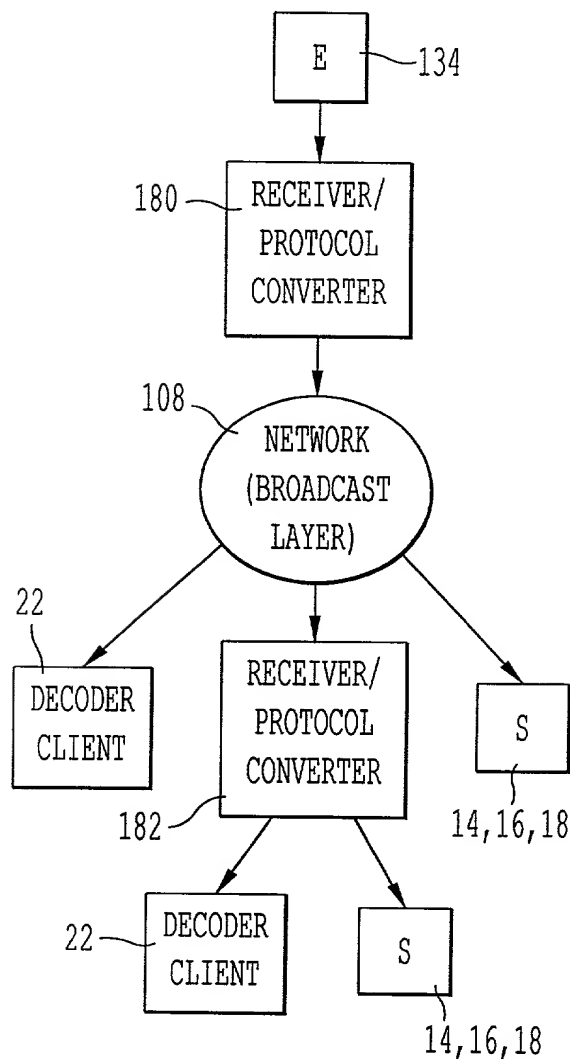 E
134
180
RECEIVER/
PROTOCOL
CONVERTER
108
NETWORK
(BROADCAST
LAYER)
22
DECODER
CLIENT
RECEIVER/
PROTOCOL
CONVERTER
182
S
14,16,18
22
DECODER
CLIENT
S
14,16,18